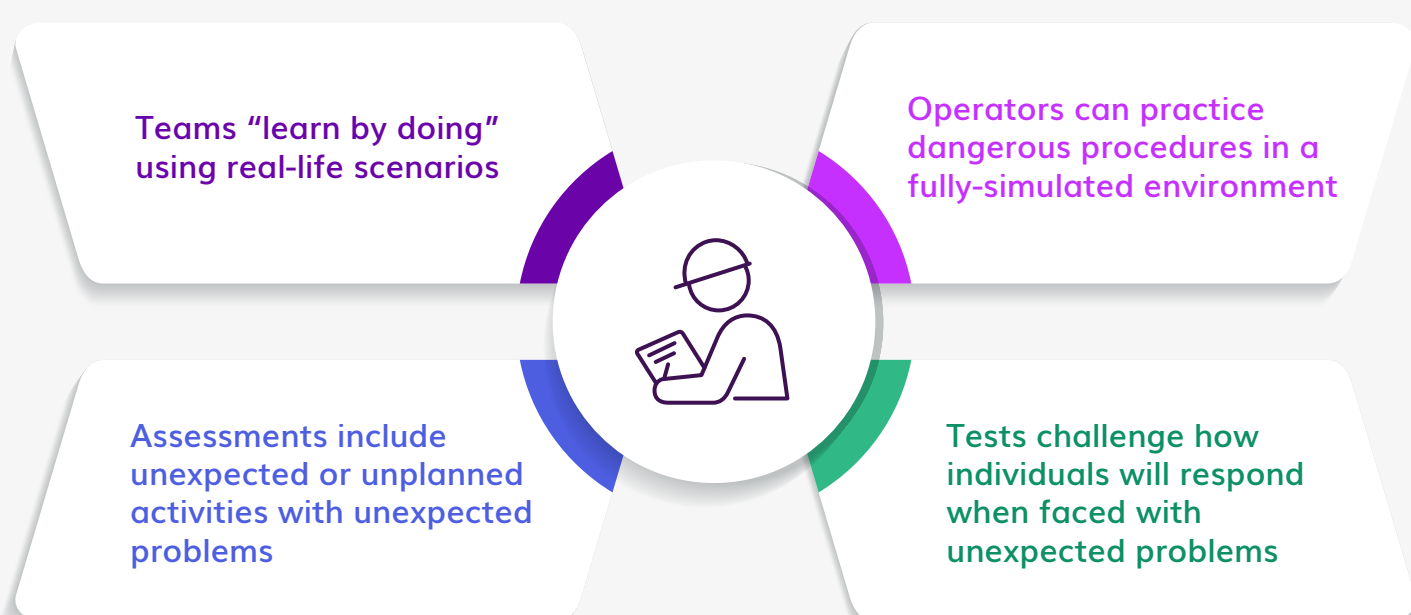 Teams “learn by doing”
using real-life scenarios
Operators can practice
dangerous procedures in a
fully-simulated environment
Assessments include
unexpected or unplanned
activities with unexpected
problems
Tests challenge how
individuals will respond
when faced with
unexpected problems